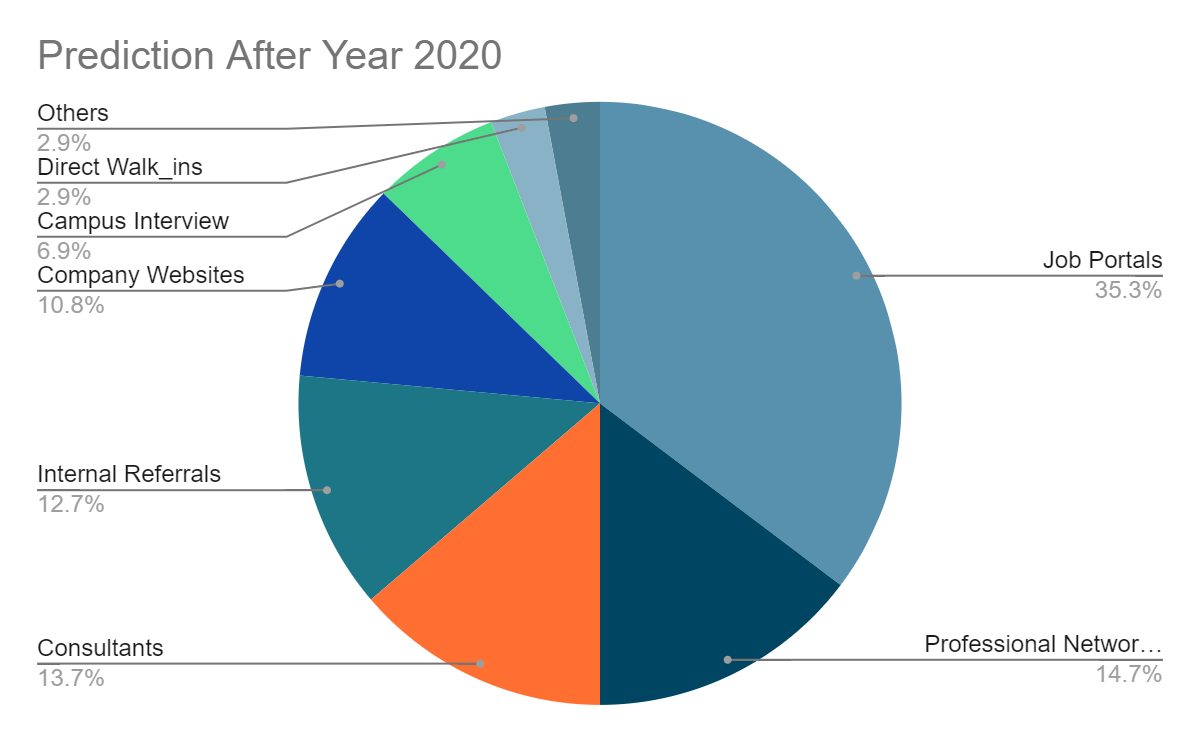 Prediction After Year 2020
Others
2.9%
Direct Walk_ins
2.9%
Campus Interview
6.9%
Company Websites
10.8%
Internal Referrals
12.7%
Consultants
13.7%
Job Portals
35.3%
Professional Networ…
14.7%